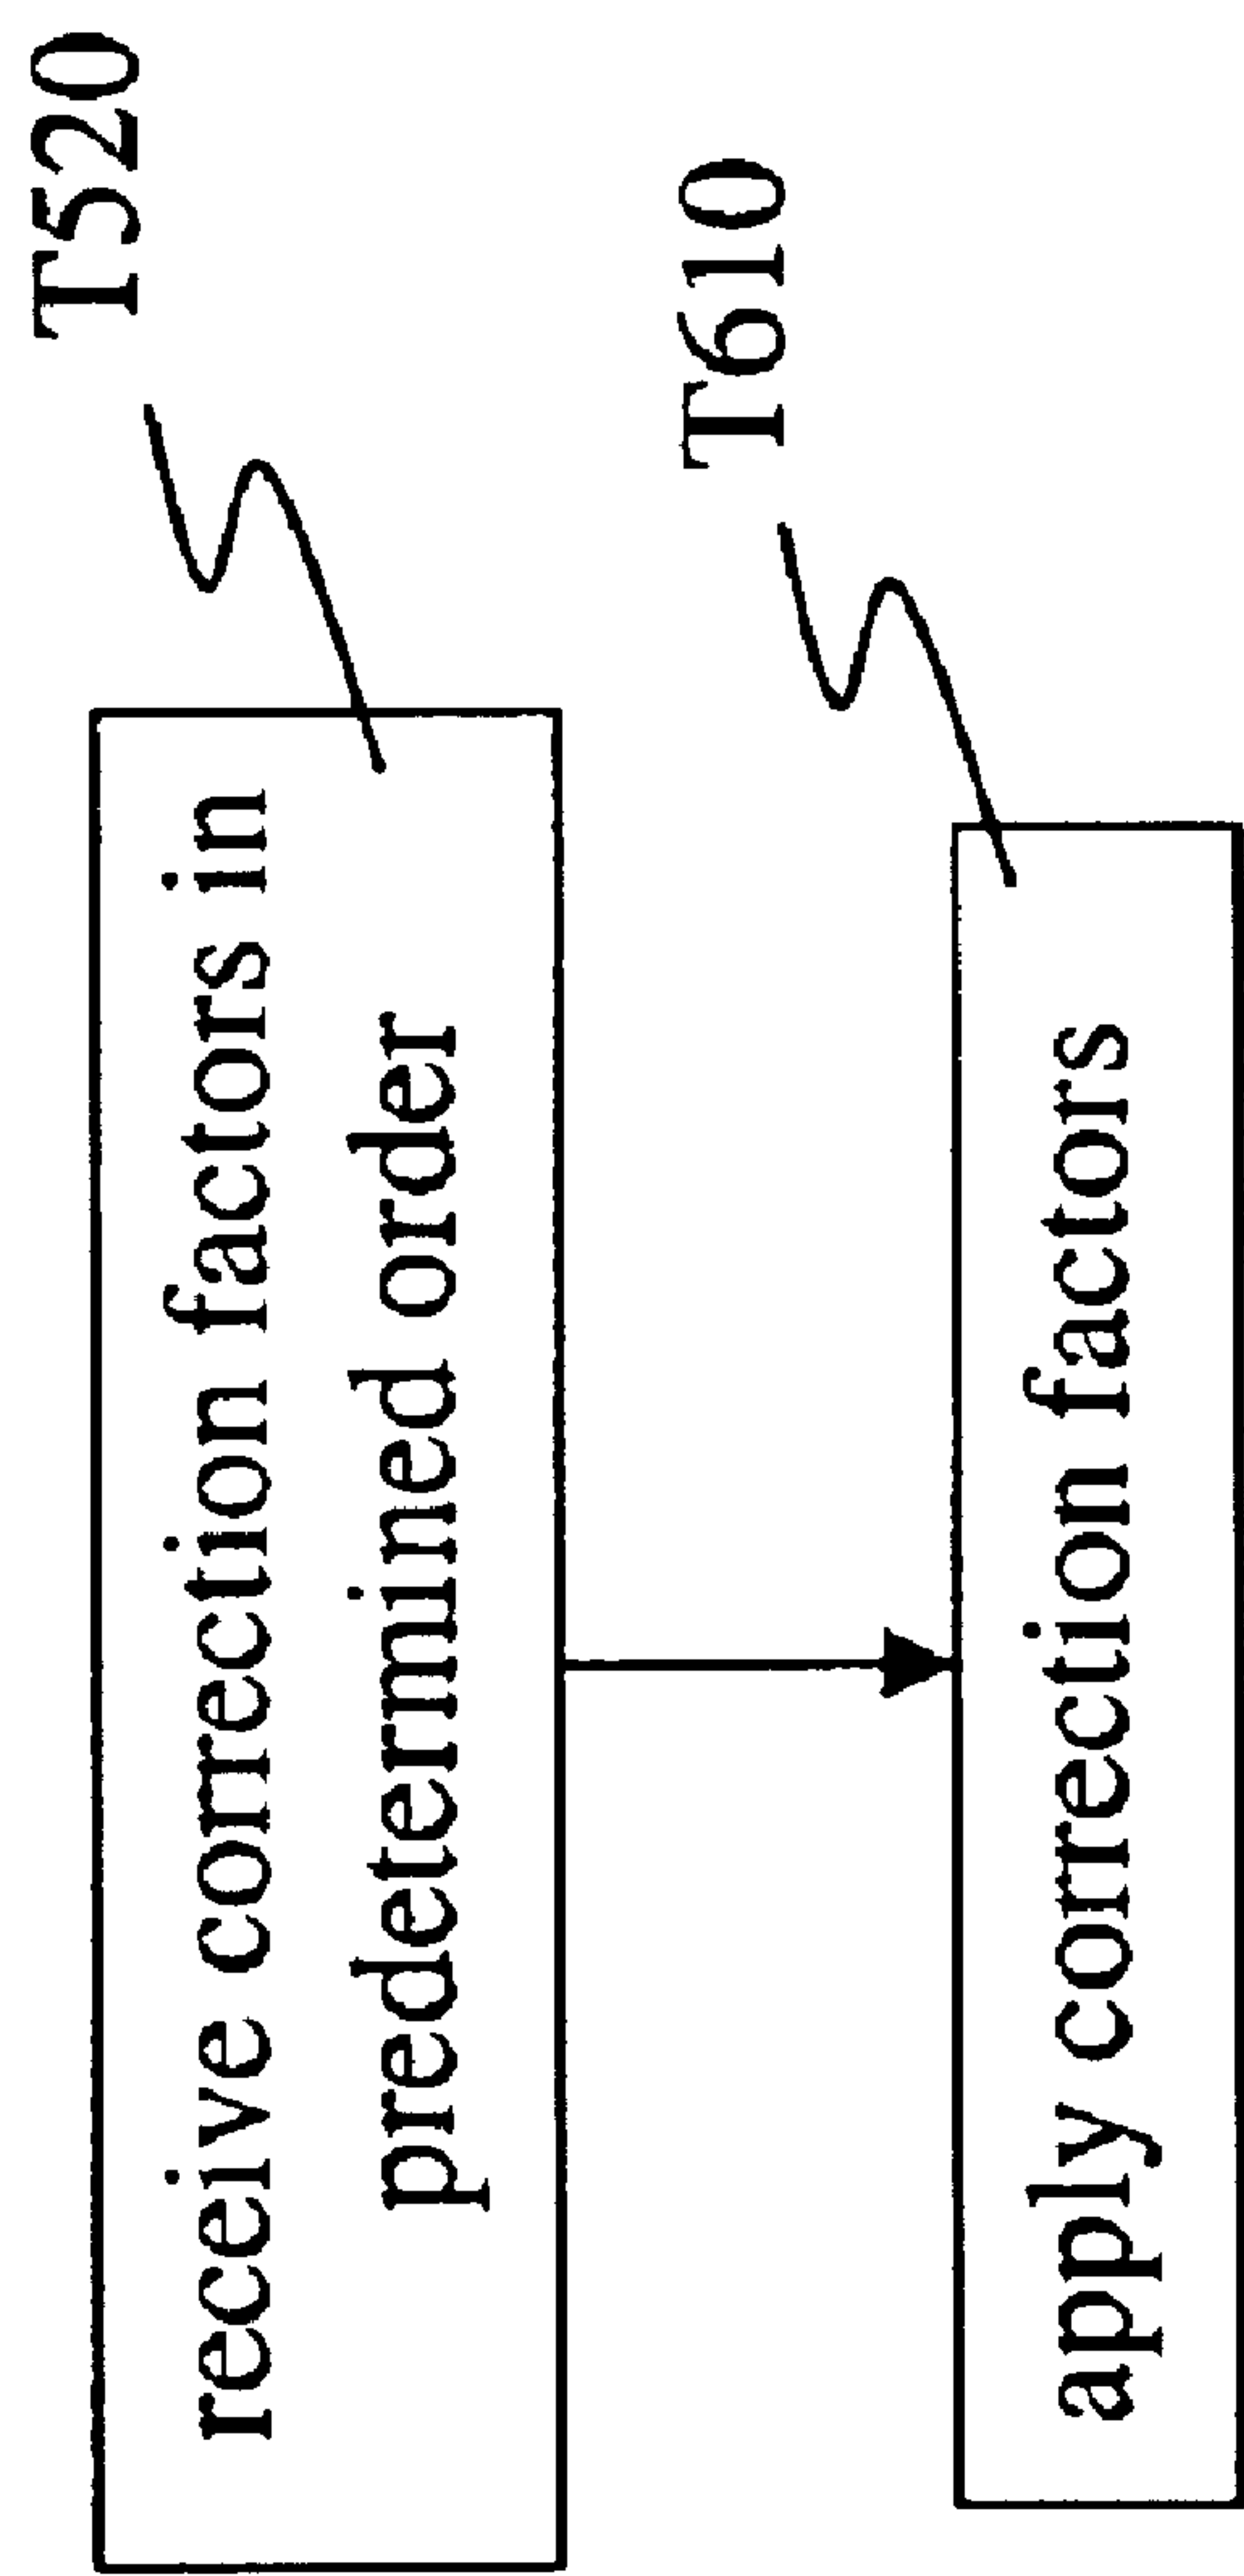 T520
receive correction factors in
predetermined order
T610
apply correction factors